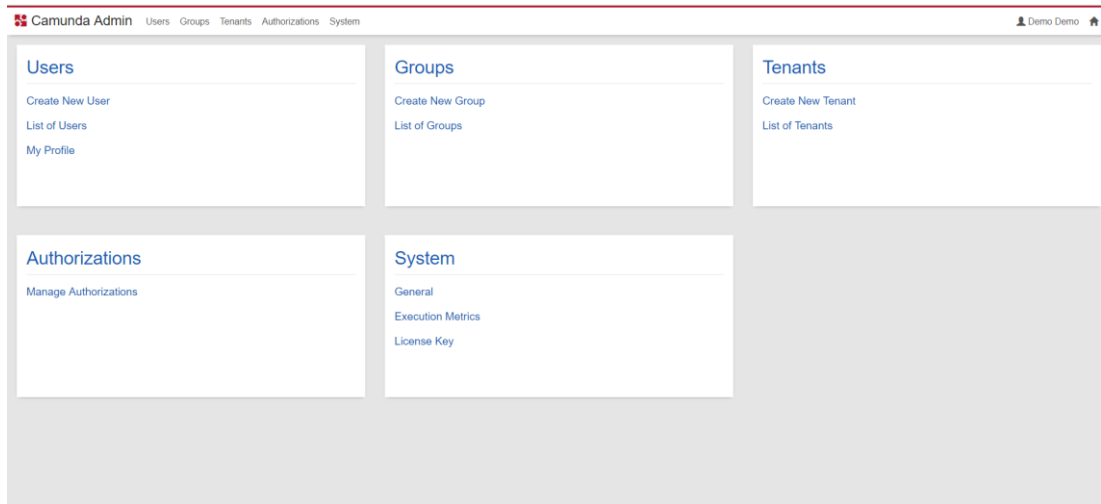 Camunda Admin Users Groups Tenants Authorizations System Demo Demo
Users
Create New User
List of Users
My Profile
Groups
Create New Group
List of Groups
Tenants
Create New Tenant
List of Tenants
Authorizations
Manage Authorizations
System
General
Execution Metrics
License Key